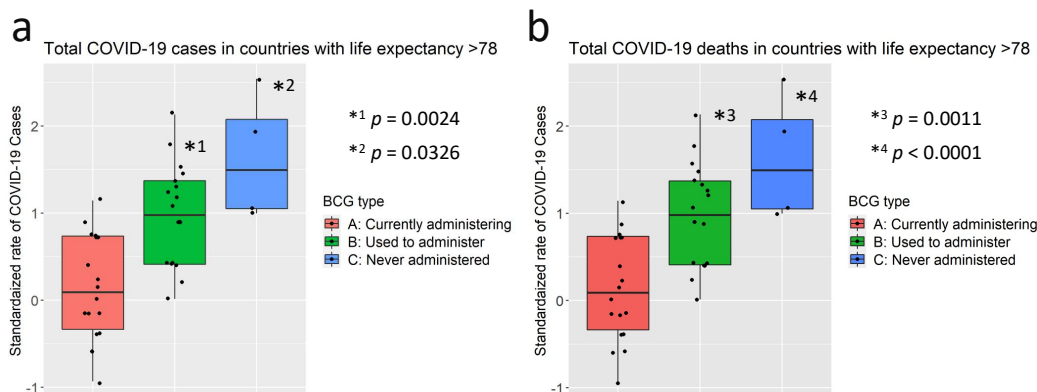 a
Total COVID-19 cases in countries with life expectancy >78
Standardaized rate of COVID-19 Cases
2
1
0
-1
*1
*2
*1 p = 0.0024
*2 p = 0.0326
BCG type
A: Currently administering
B: Used to administer
C: Never administered
b
Total COVID-19 deaths in countries with life expectancy >78
Standardaized rate of COVID-19 Cases
2
1
0
-1
*3
*4
*3 p = 0.0011
*4 p < 0.0001
BCG type
A: Currently administering
B: Used to administer
C: Never administered